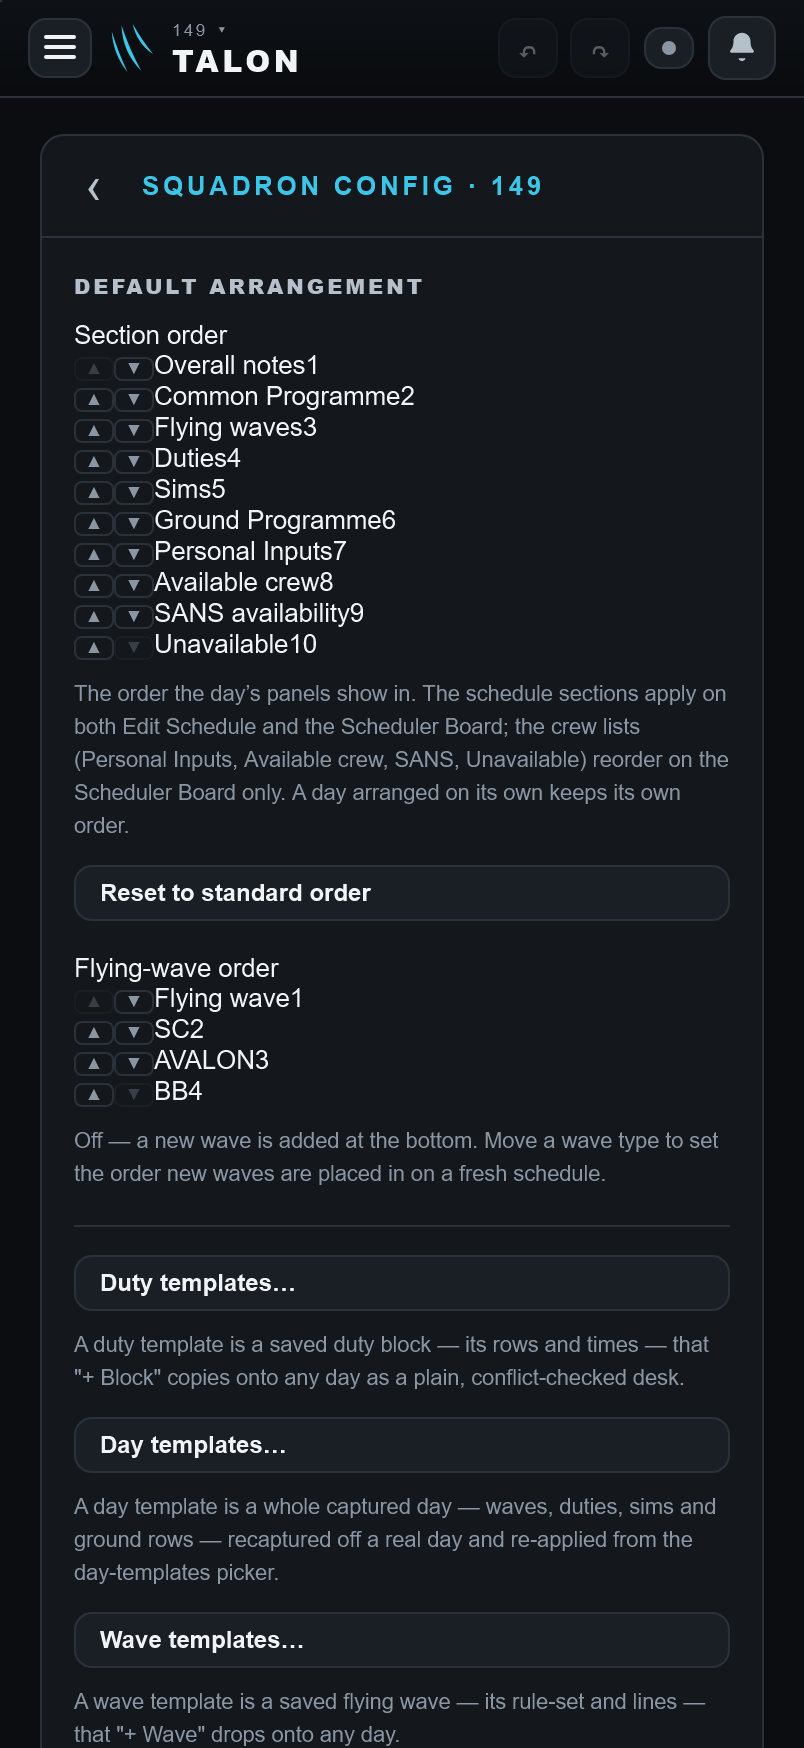 149 ▾
TALON
SQUADRON CONFIG · 149
DEFAULT ARRANGEMENT
Section order
▲ ▼ Overall notes1
▲ ▼ Common Programme2
▲ ▼ Flying waves3
▲ ▼ Duties4
▲ ▼ Sims5
▲ ▼ Ground Programme6
▲ ▼ Personal Inputs7
▲ ▼ Available crew8
▲ ▼ SANS availability9
▲ ▼ Unavailable10
The order the day’s panels show in. The schedule sections apply on
both Edit Schedule and the Scheduler Board; the crew lists
(Personal Inputs, Available crew, SANS, Unavailable) reorder on the
Scheduler Board only. A day arranged on its own keeps its own
order.
Reset to standard order
Flying-wave order
▲ ▼ Flying wave1
▲ ▼ SC2
▲ ▼ AVALON3
▲ ▼ BB4
Off — a new wave is added at the bottom. Move a wave type to set
the order new waves are placed in on a fresh schedule.
Duty templates…
A duty template is a saved duty block — its rows and times — that
"+ Block" copies onto any day as a plain, conflict-checked desk.
Day templates…
A day template is a whole captured day — waves, duties, sims and
ground rows — recaptured off a real day and re-applied from the
day-templates picker.
Wave templates…
A wave template is a saved flying wave — its rule-set and lines —
that "+ Wave" drops onto any day.